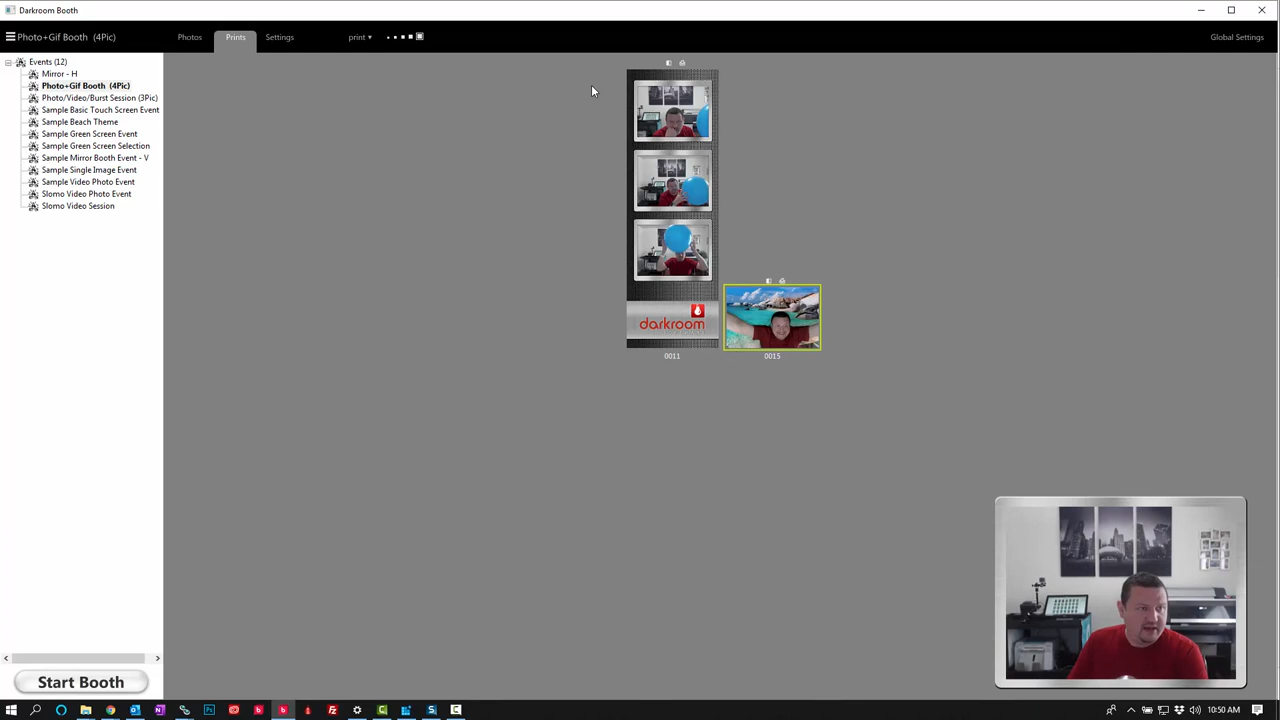 Darkroom Booth
Photo+Gif Booth (4Pic)
Photos
Prints
Settings
print
Global Settings
Events (12)
Mirror - H
Photo+Gif Booth (4Pic)
Photo/Video/Burst Session (3Pic)
Sample Basic Touch Screen Event
Sample Beach Theme
Sample Green Screen Event
Sample Green Screen Selection
Sample Mirror Booth Event - V
Sample Single Image Event
Sample Video Photo Event
Slomo Video Photo Event
Slomo Video Session
darkroom
0011
0015
Start Booth
10:50 AM